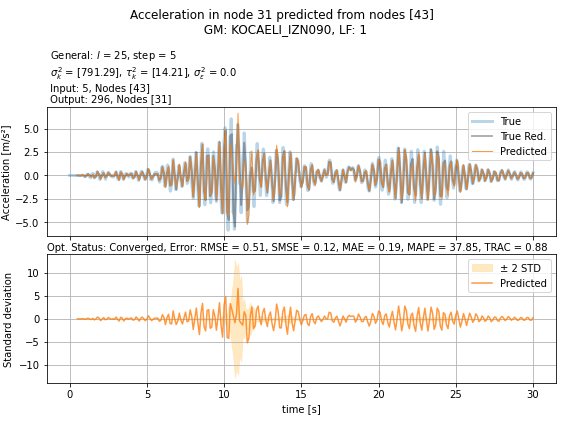 Acceleration in node 31 predicted from nodes [43]
GM: KOCAELI_IZN090, LF: 1
General: l = 25, step = 5
σ²ₖ = [791.29], τ²ₖ = [14.21], σ²ε = 0.0
Input: 5, Nodes [43]
Output: 296, Nodes [31]
True
True Red.
Predicted
Acceleration [m/s²]
5.0
2.5
0.0
−2.5
−5.0
Opt. Status: Converged, Error: RMSE = 0.51, SMSE = 0.12, MAE = 0.19, MAPE = 37.85, TRAC = 0.88
± 2 STD
Predicted
Standard deviation
10
5
0
−5
−10
0 5 10 15 20 25 30
time [s]